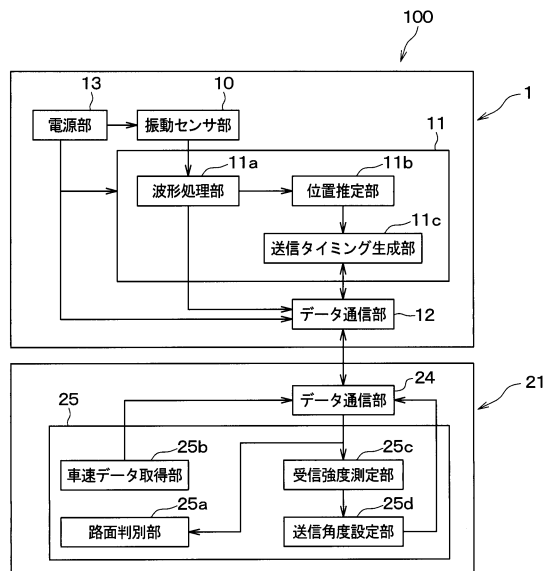 100
13
10
1
電源部
振動センサ部
11
11a
11b
波形処理部
位置推定部
11c
送信タイミング生成部
データ通信部
12
24
21
データ通信部
25
25b
25c
車速データ取得部
受信強度測定部
25a
25d
路面判別部
送信角度設定部